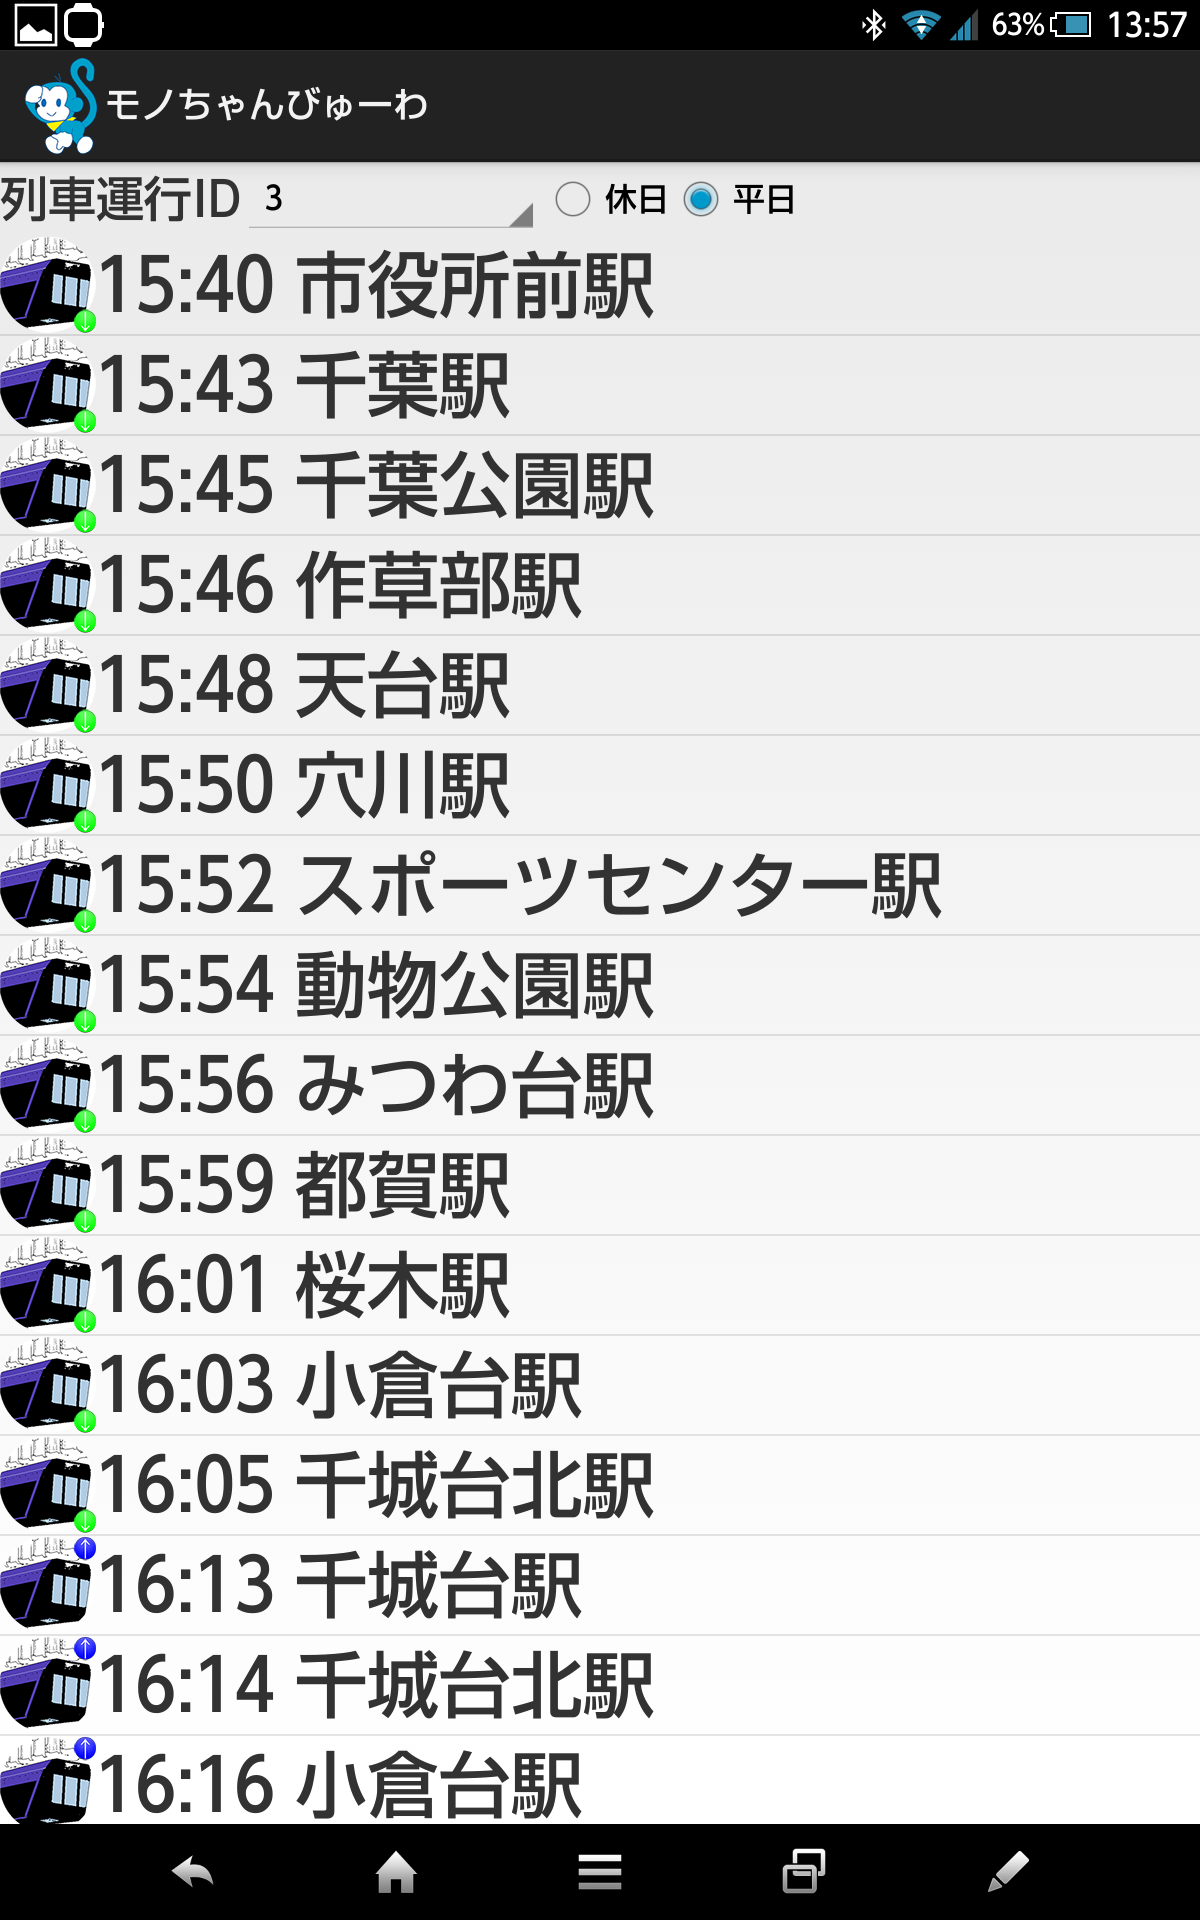 63% 13:57
モノちゃんびゅーわ
列車運行ID 3 休日 平日
15:40 市役所前駅
15:43 千葉駅
15:45 千葉公園駅
15:46 作草部駅
15:48 天台駅
15:50 穴川駅
15:52 スポーツセンター駅
15:54 動物公園駅
15:56 みつわ台駅
15:59 都賀駅
16:01 桜木駅
16:03 小倉台駅
16:05 千城台北駅
16:13 千城台駅
16:14 千城台北駅
16:16 小倉台駅